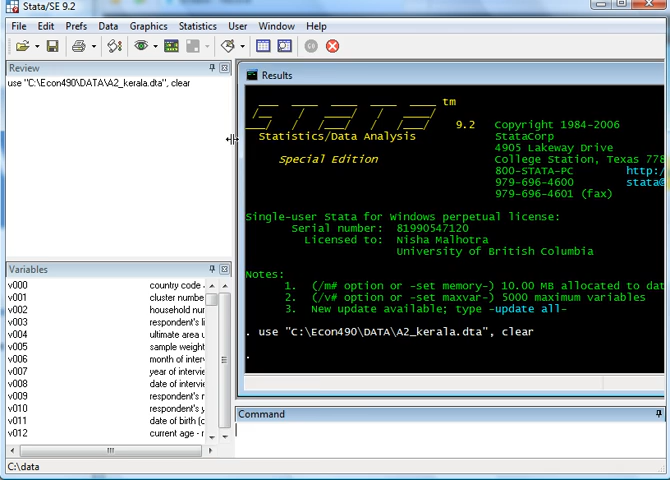 Stata/SE 9.2
File Edit Prefs Data Graphics Statistics User Window Help
Review
use "C:\Econ490\DATA\A2_kerala.dta", clear
Results
tm
9.2 Copyright 1984-2006
Statistics/Data Analysis StataCorp
4905 Lakeway Drive
Special Edition College Station, Texas 778
800-STATA-PC http:/
979-696-4600 stata@
979-696-4601 (fax)
Single-user Stata for Windows perpetual license:
Serial number: 81990547120
Licensed to: Nisha Malhotra
University of British Columbia
Notes:
1. (/m# option or -set memory-) 10.00 MB allocated to dat
2. (/v# option or -set maxvar-) 5000 maximum variables
3. New update available; type -update all-
. use "C:\Econ490\DATA\A2_kerala.dta", clear
.
Variables
v000 country code
v001 cluster number
v002 household num
v003 respondent's li
v004 ultimate area u
v005 sample weight
v006 month of interv
v007 year of intervie
v008 date of intervie
v009 respondent's r
v010 respondent's y
v011 date of birth (c
v012 current age - r
Command
C:\data